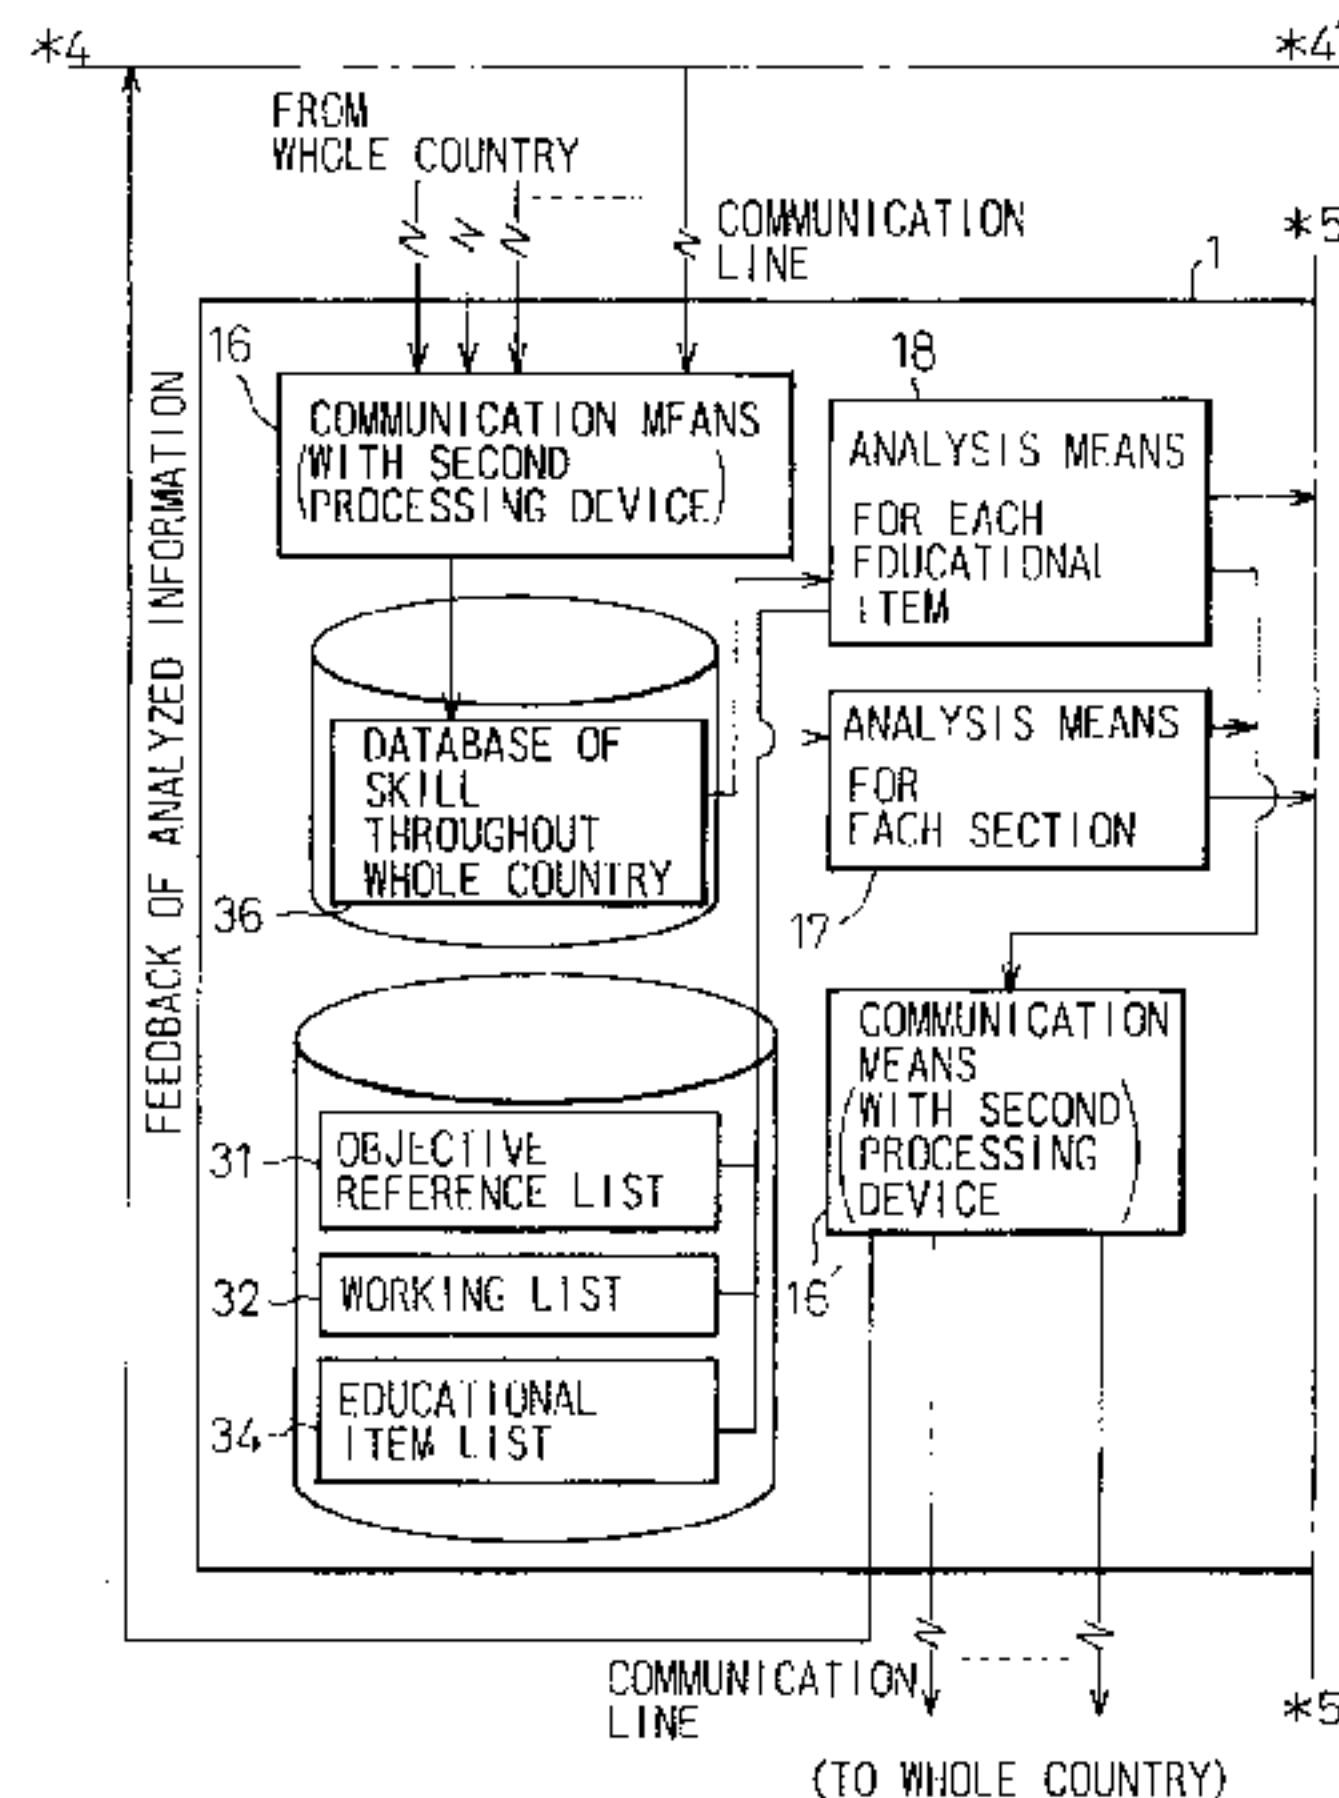 *4
*4'
FROM
WHOLE COUNTRY
COMMUNICATION
LINE
*5
1
16
18
COMMUNICATION MEANS
(WITH SECOND
PROCESSING DEVICE)
ANALYSIS MEANS
FOR EACH
EDUCATIONAL
ITEM
FEEDBACK OF ANALYZED INFORMATION
DATABASE OF
SKILL
THROUGHOUT
WHOLE COUNTRY
36
ANALYSIS MEANS
FOR
EACH SECTION
17
COMMUNICATION
MEANS
(WITH SECOND
PROCESSING
DEVICE)
16'
31
OBJECTIVE
REFERENCE LIST
32
WORKING LIST
34
EDUCATIONAL
ITEM LIST
COMMUNICATION
LINE
*5
(TO WHOLE COUNTRY)